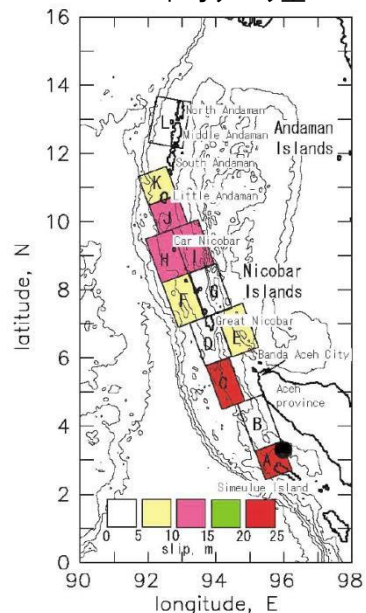 16
14
12
10
8
6
4
2
0
latitude, N
L
North Andaman
Middle Andaman
Andaman
Islands
South Andaman
K
Little Andaman
J
Car Nicobar
H
I
Nicobar
Islands
F
G
Great Nicobar
D
E
Banda Aceh City
C
Aceh
province
B
A
Simeulue Island
0 5 10 15 20 25
slip, m
90 92 94 96 98
longitude, E